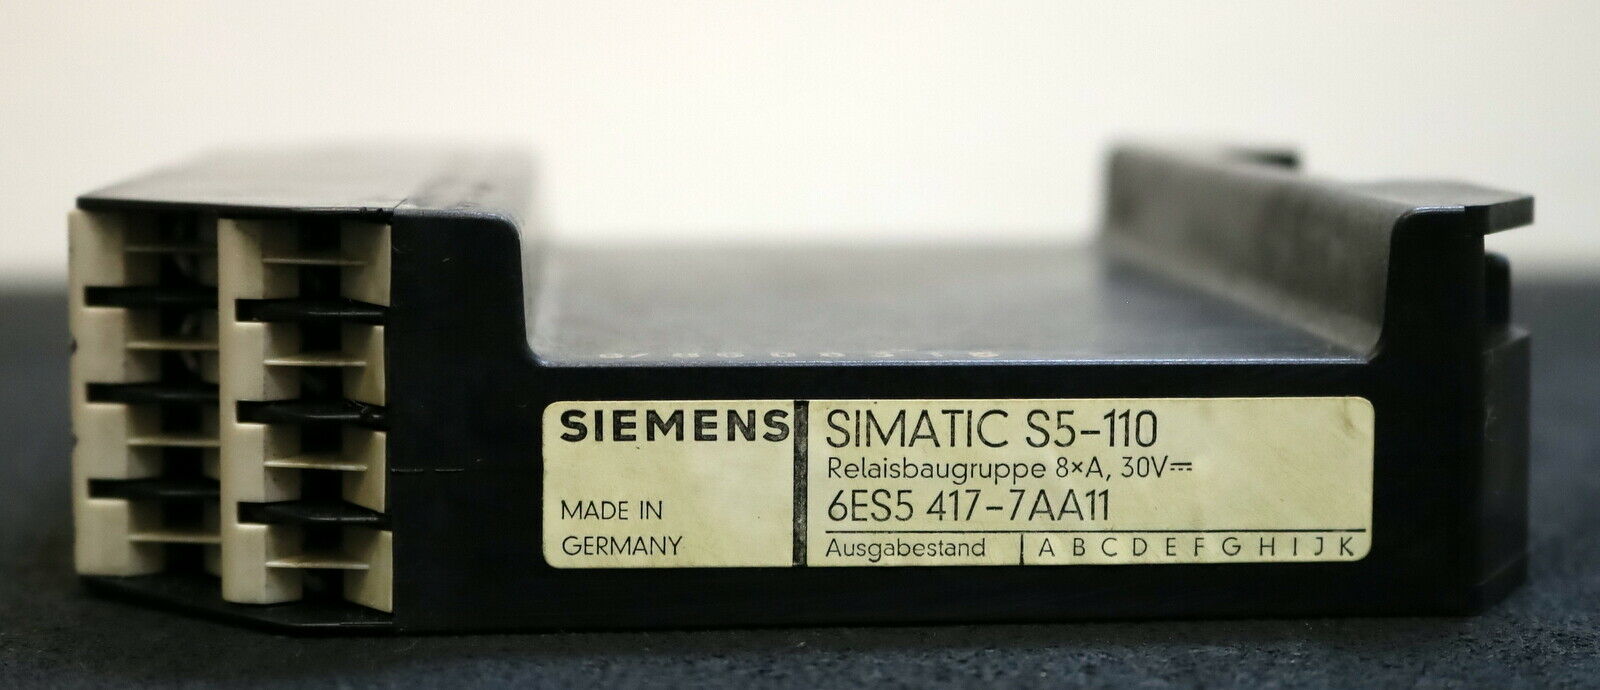 SIEMENS
MADE IN
GERMANY
SIMATIC S5-110
Relaisbaugruppe 8×A, 30V⎓
6ES5 417-7AA11
Ausgabestand A B C D E F G H I J K